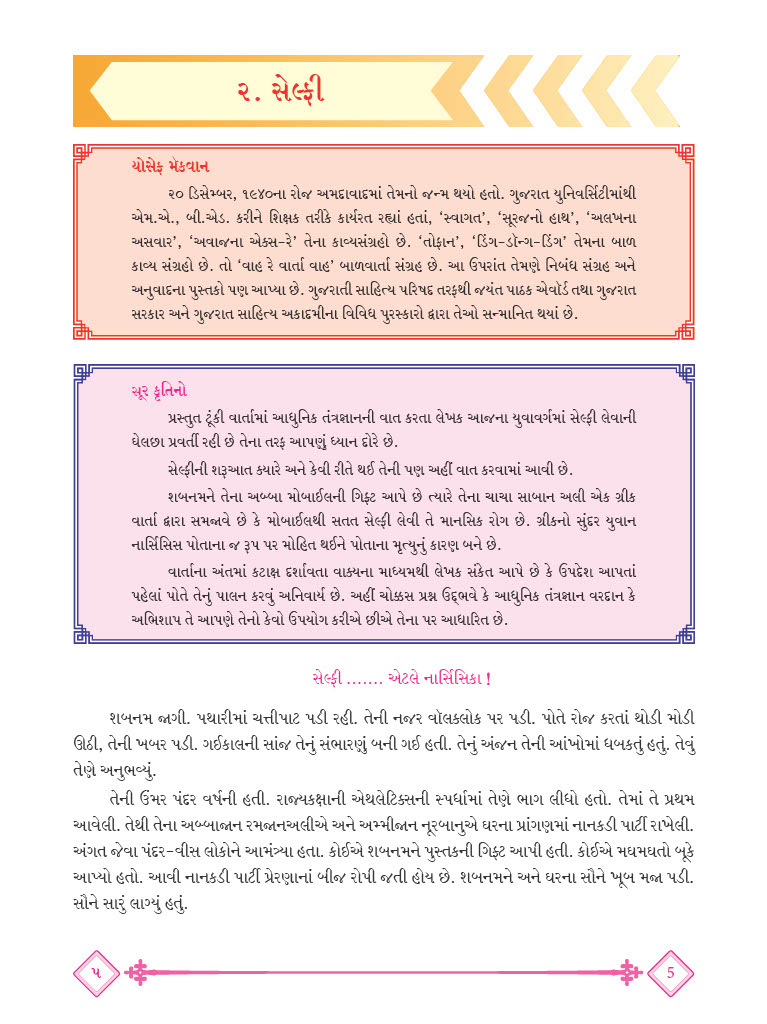 ૨. સેલ્ફી
યોસેફ મૅકવાન
૨૦ ડિસેમ્બર, ૧૯૪૦ના રોજ અમદાવાદમાં તેમનો જન્મ થયો હતો. ગુજરાત યુનિવર્સિટીમાંથી
એમ.એ., બી.એડ. કરીને શિક્ષક તરીકે કાર્યરત રહ્યાં હતાં, ‘સ્વાગત’, ‘સૂરજનો હાથ’, ‘અલખના
અસવાર’, ‘અવાજના એક્સ-રે’ તેના કાવ્યસંગ્રહો છે. ‘તોફાન’, ‘ડિંગ-ડૉન્ગ-ડિંગ’ તેમના બાળ
કાવ્ય સંગ્રહો છે. તો ‘વાહ રે વાર્તા વાહ’ બાળવાર્તા સંગ્રહ છે. આ ઉપરાંત તેમણે નિબંધ સંગ્રહ અને
અનુવાદના પુસ્તકો પણ આપ્યા છે. ગુજરાતી સાહિત્ય પરિષદ તરફથી જયંત પાઠક એવૉર્ડ તથા ગુજરાત
સરકાર અને ગુજરાત સાહિત્ય અકાદમીના વિવિધ પુરસ્કારો દ્વારા તેઓ સન્માનિત થયાં છે.
સૂર કૃતિનો
પ્રસ્તુત ટૂંકી વાર્તામાં આધુનિક તંત્રજ્ઞાનની વાત કરતા લેખક આજના યુવાવર્ગમાં સેલ્ફી લેવાની
ઘેલછા પ્રવર્તી રહી છે તેના તરફ આપણું ધ્યાન દોરે છે.
સેલ્ફીની શરૂઆત ક્યારે અને કેવી રીતે થઈ તેની પણ અહીં વાત કરવામાં આવી છે.
શબનમને તેના અબ્બા મોબાઈલની ગિફ્ટ આપે છે ત્યારે તેના ચાચા સાબાન અલી એક ગ્રીક
વાર્તા દ્વારા સમજાવે છે કે મોબાઈલથી સતત સેલ્ફી લેવી તે માનસિક રોગ છે. ગ્રીકનો સુંદર યુવાન
નાર્સિસિસ પોતાના જ રૂપ પર મોહિત થઈને પોતાના મૃત્યુનું કારણ બને છે.
વાર્તાના અંતમાં કટાક્ષ દર્શાવતા વાક્યના માધ્યમથી લેખક સંકેત આપે છે કે ઉપદેશ આપતાં
પહેલાં પોતે તેનું પાલન કરવું અનિવાર્ય છે. અહીં ચોક્કસ પ્રશ્ન ઉદ્‌ભવે કે આધુનિક તંત્રજ્ઞાન વરદાન કે
અભિશાપ તે આપણે તેનો કેવો ઉપયોગ કરીએ છીએ તેના પર આધારિત છે.
સેલ્ફી ....... એટલે નાર્સિસિકા !
શબનમ જાગી. પથારીમાં ચત્તીપાટ પડી રહી. તેની નજર વૉલક્લોક પર પડી. પોતે રોજ કરતાં થોડી મોડી
ઊઠી, તેની ખબર પડી. ગઈકાલની સાંજ તેનું સંભારણું બની ગઈ હતી. તેનું અંજન તેની આંખોમાં ધબકતું હતું. તેવું
તેણે અનુભવ્યું.
તેની ઉંમર પંદર વર્ષની હતી. રાજ્યકક્ષાની એથલેટિક્સની સ્પર્ધામાં તેણે ભાગ લીધો હતો. તેમાં તે પ્રથમ
આવેલી. તેથી તેના અબ્બાજાન રમજાનઅલીએ અને અમ્મીજાન નૂરબાનુએ ઘરના પ્રાંગણમાં નાનકડી પાર્ટી રાખેલી.
અંગત જેવા પંદર-વીસ લોકોને આમંત્ર્યા હતા. કોઈએ શબનમને પુસ્તકની ગિફ્ટ આપી હતી. કોઈએ મઘમઘતો બૂકે
આપ્યો હતો. આવી નાનકડી પાર્ટી પ્રેરણાનાં બીજ રોપી જતી હોય છે. શબનમને અને ઘરના સૌને ખૂબ મજા પડી.
સૌને સારું લાગ્યું હતું.
૫
5